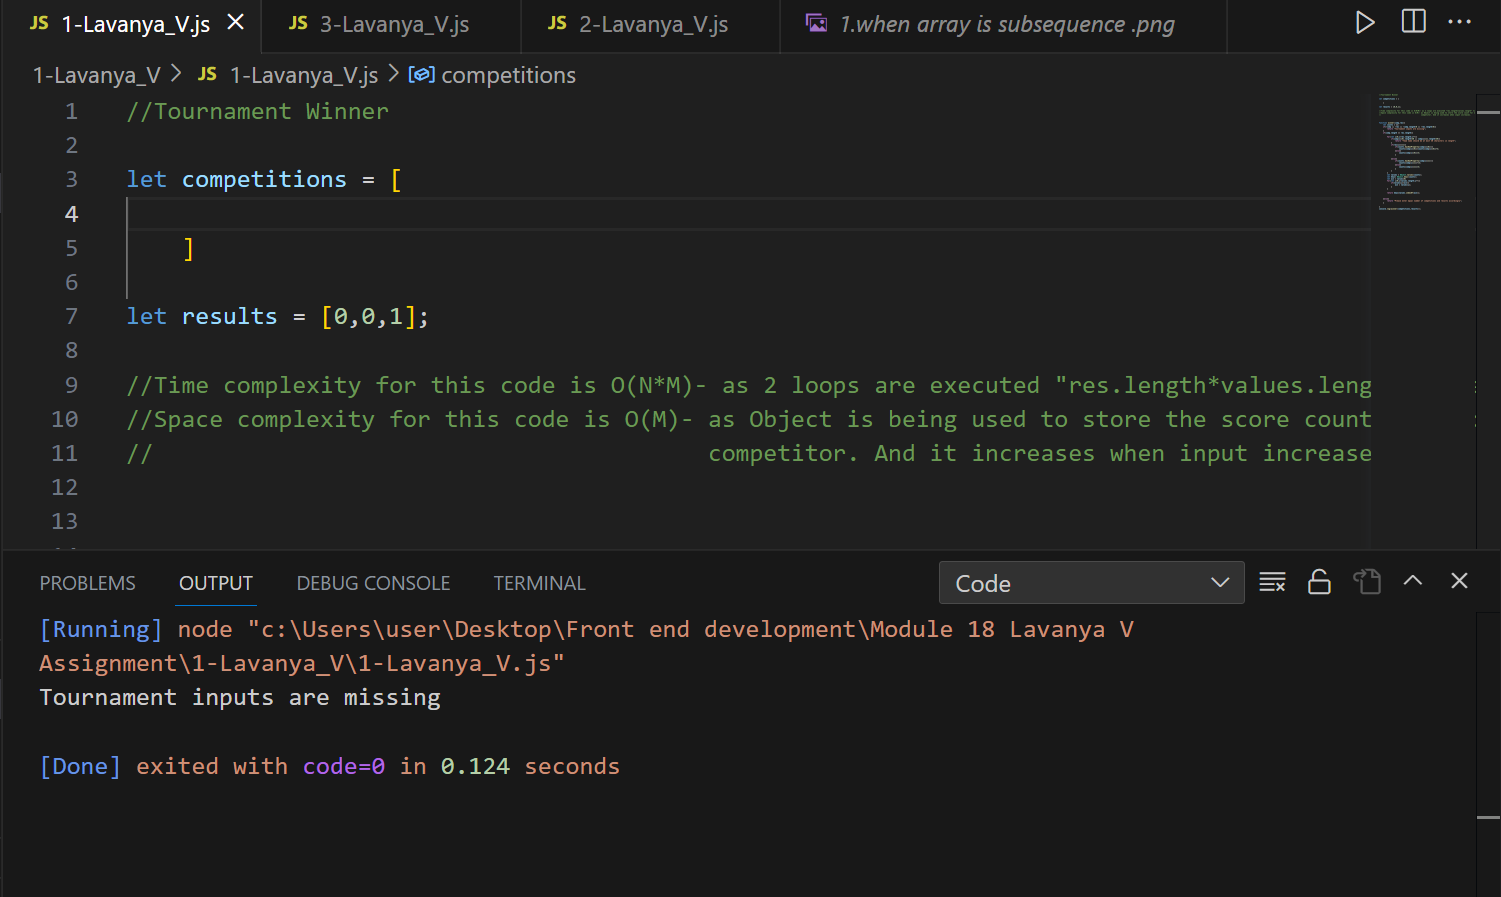 JS 1-Lavanya_V.js
JS 3-Lavanya_V.js
JS 2-Lavanya_V.js
1.when array is subsequence .png
1-Lavanya_V > JS 1-Lavanya_V.js > competitions
1 //Tournament Winner
2
3 let competitions = [
4
5 ]
6
7 let results = [0,0,1];
8
9 //Time complexity for this code is O(N*M)- as 2 loops are executed "res.length*values.leng
10 //Space complexity for this code is O(M)- as Object is being used to store the score count
11 // competitor. And it increases when input increase
12
13
PROBLEMS OUTPUT DEBUG CONSOLE TERMINAL Code
[Running] node "c:\Users\user\Desktop\Front end development\Module 18 Lavanya V
Assignment\1-Lavanya_V\1-Lavanya_V.js"
Tournament inputs are missing
[Done] exited with code=0 in 0.124 seconds